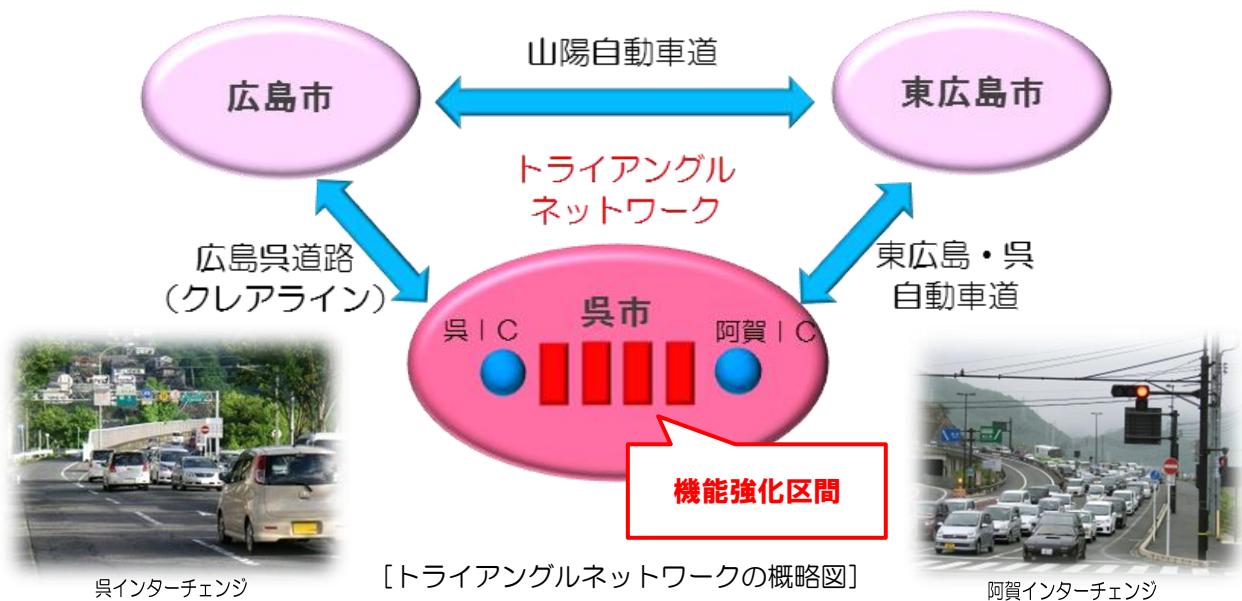 山陽自動車道
広島市
東広島市
トライアングル
ネットワーク
広島呉道路
（クレアライン）
東広島・呉
自動車道
呉市
呉ＩＣ
阿賀ＩＣ
機能強化区間
[トライアングルネットワークの概略図]
呉インターチェンジ
阿賀インターチェンジ